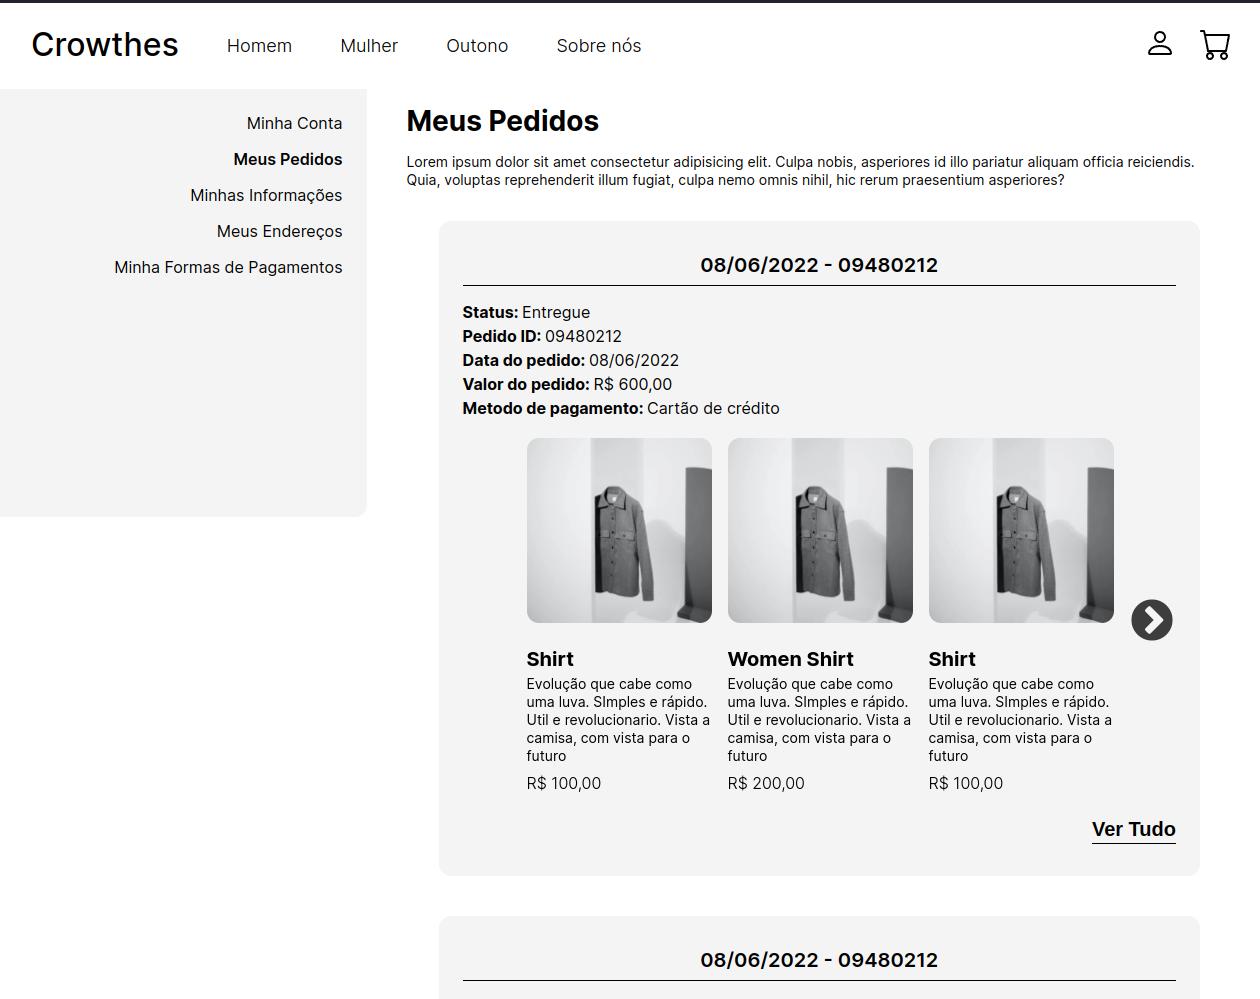 Crowthes
Homem
Mulher
Outono
Sobre nós
Minha Conta
Meus Pedidos
Minhas Informações
Meus Endereços
Minha Formas de Pagamentos
Meus Pedidos
Lorem ipsum dolor sit amet consectetur adipisicing elit. Culpa nobis, asperiores id illo pariatur aliquam officia reiciendis.
Quia, voluptas reprehenderit illum fugiat, culpa nemo omnis nihil, hic rerum praesentium asperiores?
08/06/2022 - 09480212
Status: Entregue
Pedido ID: 09480212
Data do pedido: 08/06/2022
Valor do pedido: R$ 600,00
Metodo de pagamento: Cartão de crédito
Shirt
Evolução que cabe como
uma luva. SImples e rápido.
Util e revolucionario. Vista a
camisa, com vista para o
futuro
R$ 100,00
Women Shirt
Evolução que cabe como
uma luva. SImples e rápido.
Util e revolucionario. Vista a
camisa, com vista para o
futuro
R$ 200,00
Shirt
Evolução que cabe como
uma luva. SImples e rápido.
Util e revolucionario. Vista a
camisa, com vista para o
futuro
R$ 100,00
Ver Tudo
08/06/2022 - 09480212